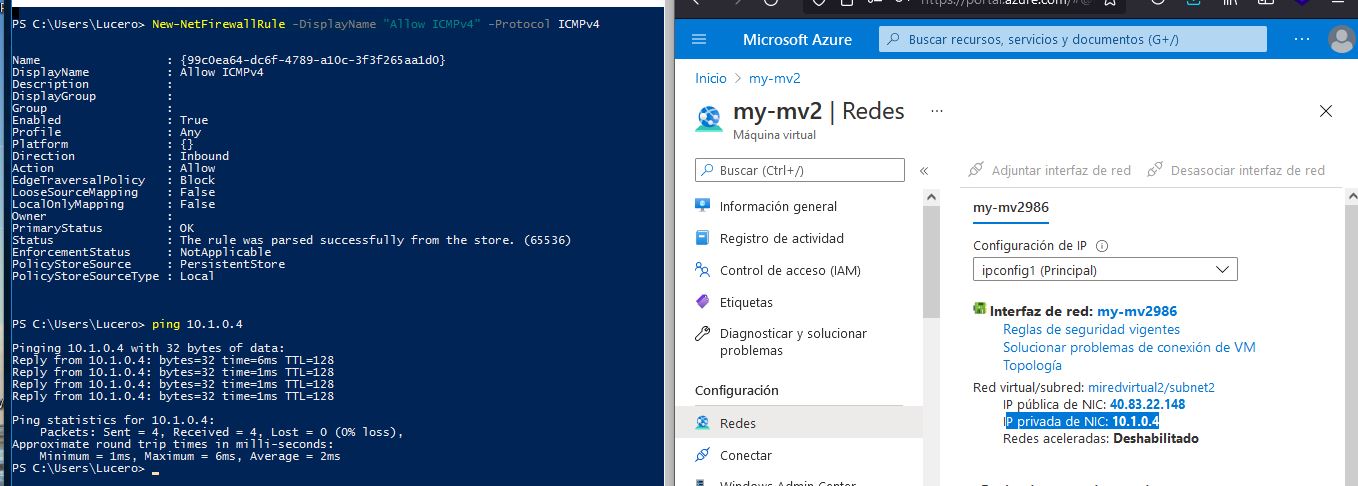 PS C:\Users\Lucero> New-NetFirewallRule -DisplayName "Allow ICMPv4" -Protocol ICMPv4
Name : {99c0ea64-dc6f-4789-a10c-3f3f265aa1d0}
DisplayName : Allow ICMPv4
Description :
DisplayGroup :
Group :
Enabled : True
Profile : Any
Platform : {}
Direction : Inbound
Action : Allow
EdgeTraversalPolicy : Block
LooseSourceMapping : False
LocalOnlyMapping : False
Owner :
PrimaryStatus : OK
Status : The rule was parsed successfully from the store. (65536)
EnforcementStatus : NotApplicable
PolicyStoreSource : PersistentStore
PolicyStoreSourceType : Local
PS C:\Users\Lucero> ping 10.1.0.4
Pinging 10.1.0.4 with 32 bytes of data:
Reply from 10.1.0.4: bytes=32 time=6ms TTL=128
Reply from 10.1.0.4: bytes=32 time=1ms TTL=128
Reply from 10.1.0.4: bytes=32 time=1ms TTL=128
Reply from 10.1.0.4: bytes=32 time=1ms TTL=128
Ping statistics for 10.1.0.4:
Packets: Sent = 4, Received = 4, Lost = 0 (0% loss),
Approximate round trip times in milli-seconds:
Minimum = 1ms, Maximum = 6ms, Average = 2ms
PS C:\Users\Lucero> _
Microsoft Azure
Buscar recursos, servicios y documentos (G+/)
Inicio > my-mv2
my-mv2 | Redes
Máquina virtual
Buscar (Ctrl+/)
Información general
Registro de actividad
Control de acceso (IAM)
Etiquetas
Diagnosticar y solucionar
problemas
Configuración
Redes
Conectar
Windows Admin Center
Adjuntar interfaz de red
Desasociar interfaz de red
my-mv2986
Configuración de IP
ipconfig1 (Principal)
Interfaz de red: my-mv2986
Reglas de seguridad vigentes
Solucionar problemas de conexión de VM
Topología
Red virtual/subred: miredvirtual2/subnet2
IP pública de NIC: 40.83.22.148
IP privada de NIC: 10.1.0.4
Redes aceleradas: Deshabilitado